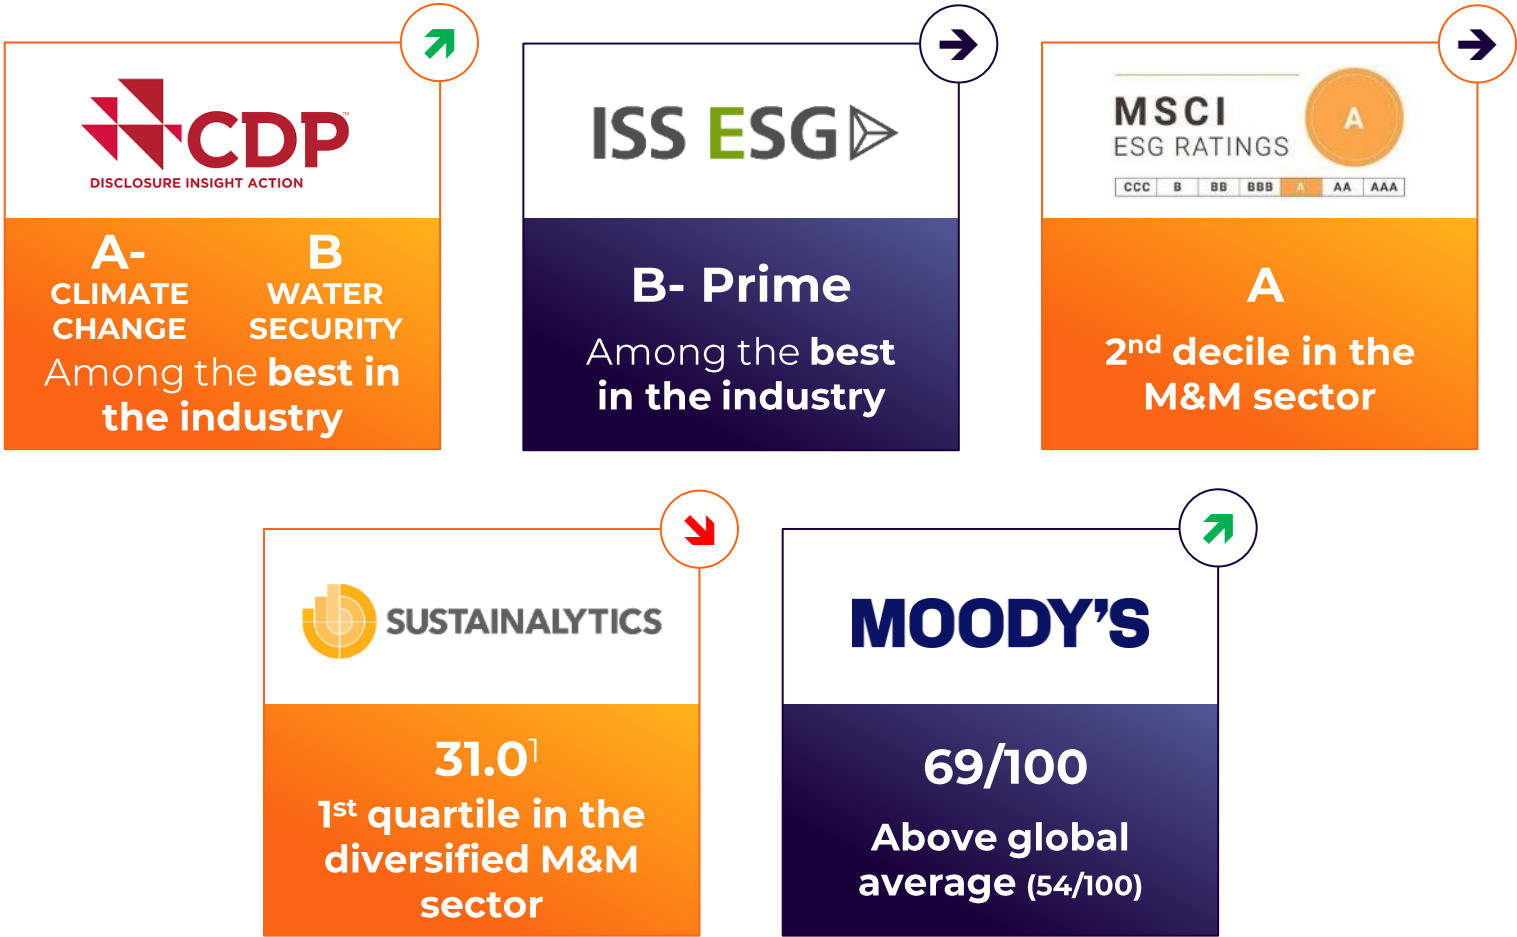 CDP™
DISCLOSURE INSIGHT ACTION
A-
CLIMATE
CHANGE
B
WATER
SECURITY
Among the best in
the industry
ISS ESG
B- Prime
Among the best
in the industry
MSCI
ESG RATINGS
A
CCC B BB BBB A AA AAA
A
2nd decile in the
M&M sector
SUSTAINALYTICS
31.0¹
1st quartile in the
diversified M&M
sector
MOODY’S
69/100
Above global
average (54/100)